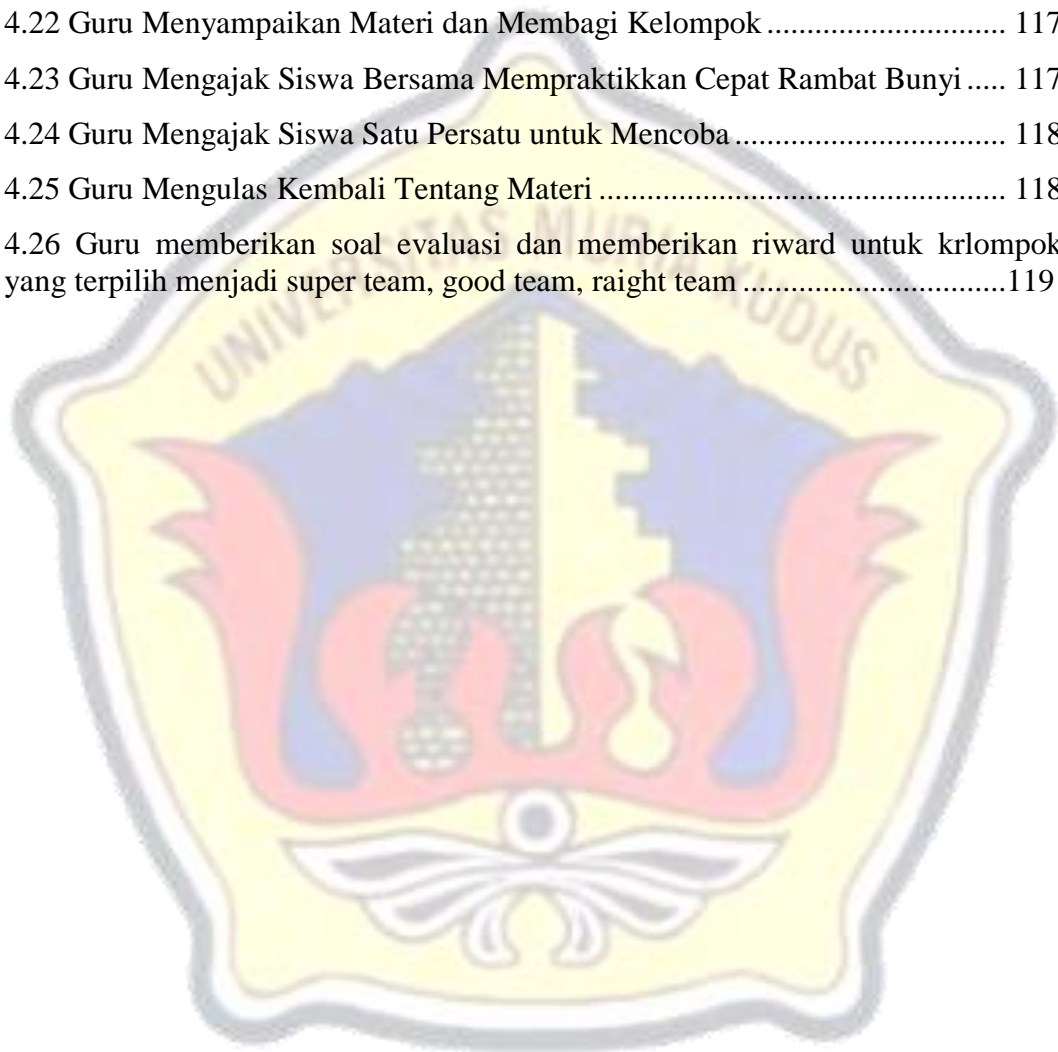 4.22 Guru Menyampaikan Materi dan Membagi Kelompok ............................ 117
4.23 Guru Mengajak Siswa Bersama Mempraktikkan Cepat Rambat Bunyi ..... 117
4.24 Guru Mengajak Siswa Satu Persatu untuk Mencoba ................................ 118
4.25 Guru Mengulas Kembali Tentang Materi ................................................ 118
4.26 Guru memberikan soal evaluasi dan memberikan riward untuk krlompok
yang terpilih menjadi super team, good team, raight team ...............................119
UNIVERSITAS MURIA KUDUS